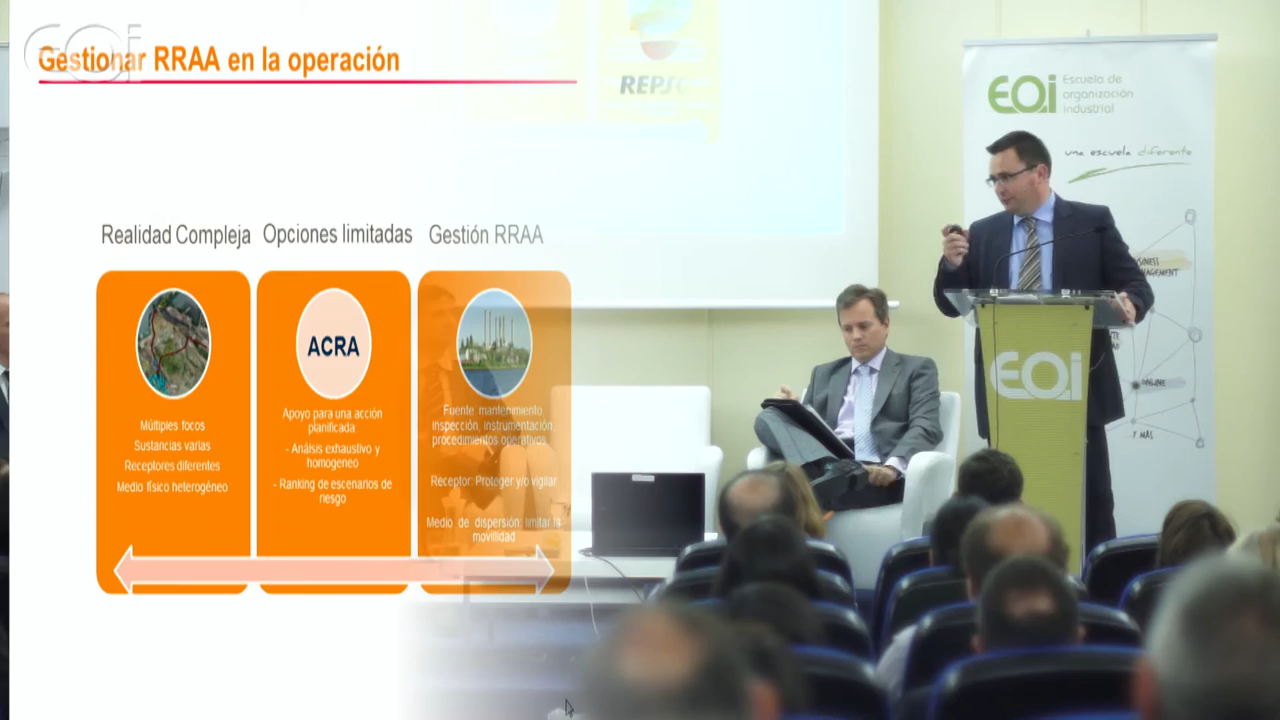 EOi
Gestionar RRAA en la operación
REPSO
EOi
Escuela de
organización
industrial
una escuela diferente
Realidad Compleja
Opciones limitadas
Gestión RRAA
ACRA
Múltiples focos
Sustancias varias
Receptores diferentes
Medio físico heterogéneo
Apoyo para una acción
planificada:
- Análisis exhaustivo y
homogeneo
- Ranking de escenarios de
riesgo
Fuente: mantenimiento,
inspección, instrumentación,
procedimientos operativos.
Receptor: Proteger y/o vigilar
Medio de dispersión: limitar la
movilidad
EOi
ONLINE
Y MÁS